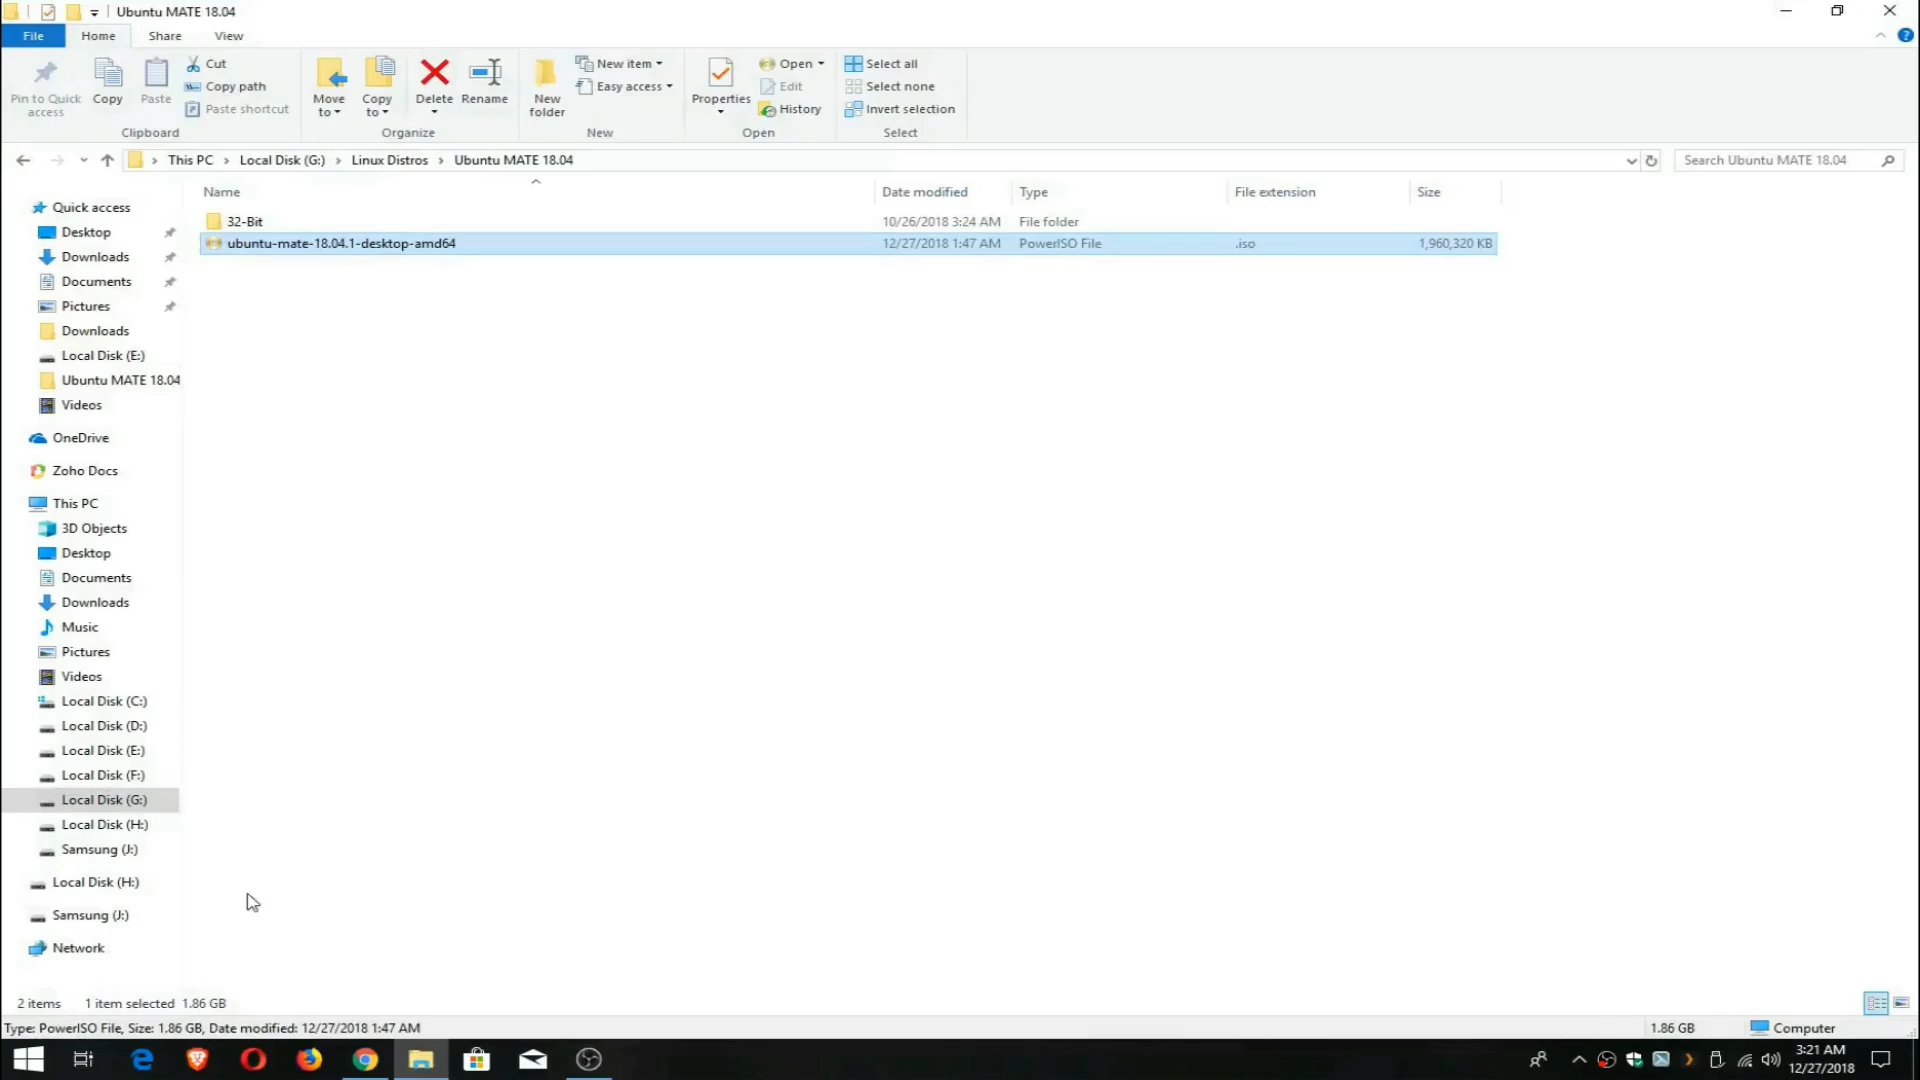 Ubuntu MATE 18.04
File Home Share View
Pin to Quick access
Copy
Paste
Cut
Copy path
Paste shortcut
Clipboard
Move to
Copy to
Delete
Rename
Organize
New folder
New item
Easy access
New
Properties
Open
Edit
History
Open
Select all
Select none
Invert selection
Select
This PC > Local Disk (G:) > Linux Distros > Ubuntu MATE 18.04
Search Ubuntu MATE 18.04
Name Date modified Type File extension Size
32-Bit 10/26/2018 3:24 AM File folder
ubuntu-mate-18.04.1-desktop-amd64 12/27/2018 1:47 AM PowerISO File .iso 1,960,320 KB
Quick access
Desktop
Downloads
Documents
Pictures
Downloads
Local Disk (E:)
Ubuntu MATE 18.04
Videos
OneDrive
Zoho Docs
This PC
3D Objects
Desktop
Documents
Downloads
Music
Pictures
Videos
Local Disk (C:)
Local Disk (D:)
Local Disk (E:)
Local Disk (F:)
Local Disk (G:)
Local Disk (H:)
Samsung (J:)
Local Disk (H:)
Samsung (J:)
Network
2 items 1 item selected 1.86 GB
Type: PowerISO File, Size: 1.86 GB, Date modified: 12/27/2018 1:47 AM 1.86 GB Computer
3:21 AM
12/27/2018